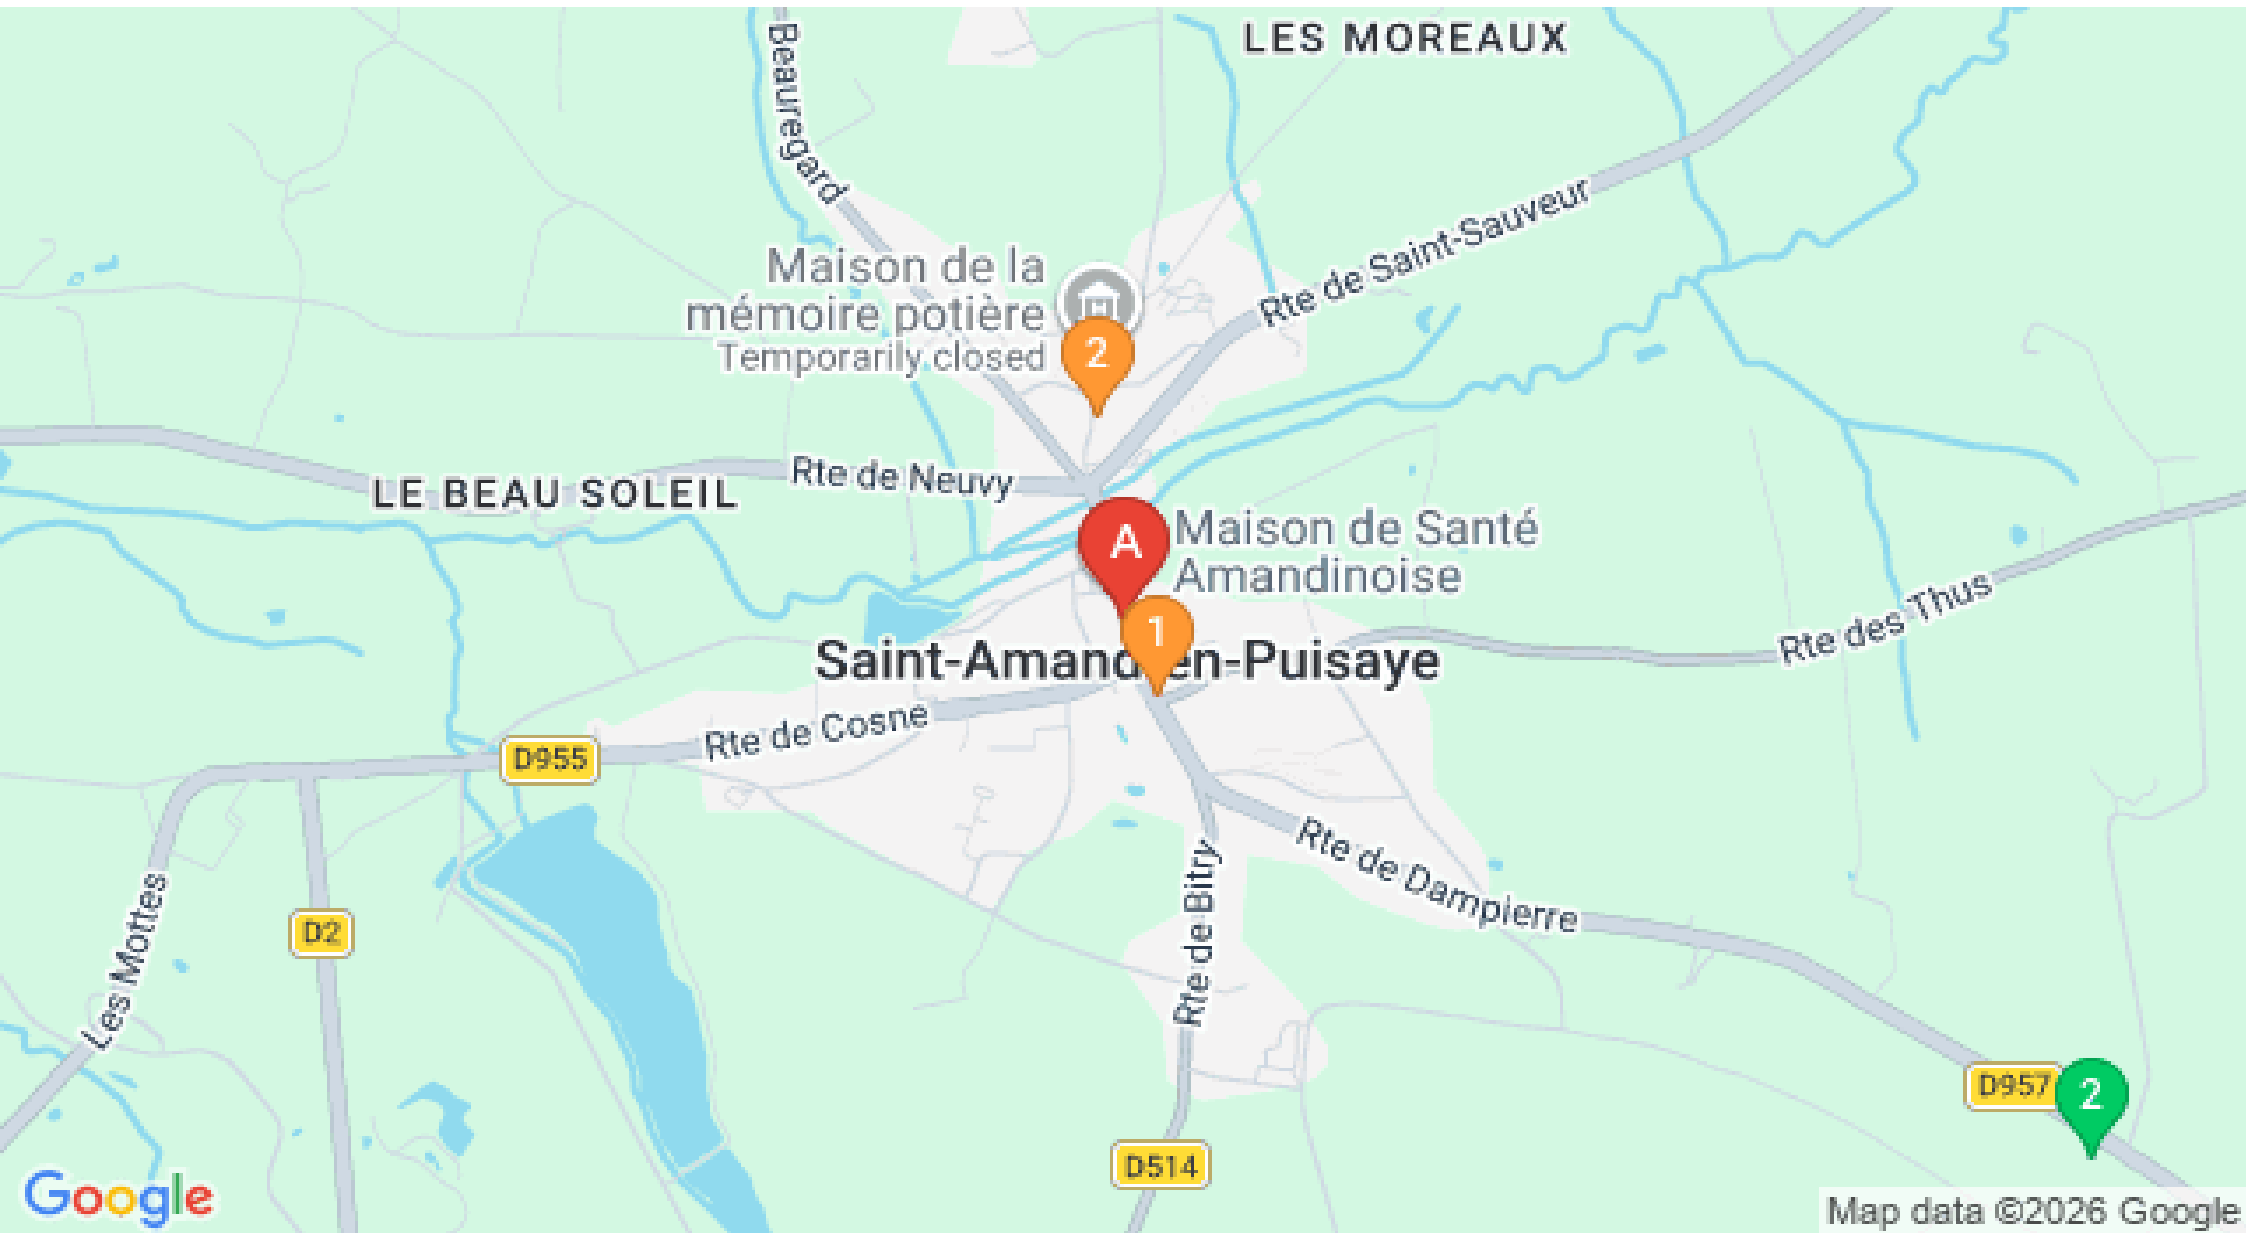 LES MOREAUX
Beauregard
Rte de Saint-Sauveur
Maison de la
mémoire potière
Temporarily closed
2
Rte de Neuvy
LE BEAU SOLEIL
A
Maison de Santé
Amandinoise
1
Rte des Thus
Saint-Amand-en-Puisaye
Rte de Cosne
D955
Rte de Dampierre
Rte de Bitry
Les Mottes
D2
D957
2
D514
Google
Map data ©2026 Google